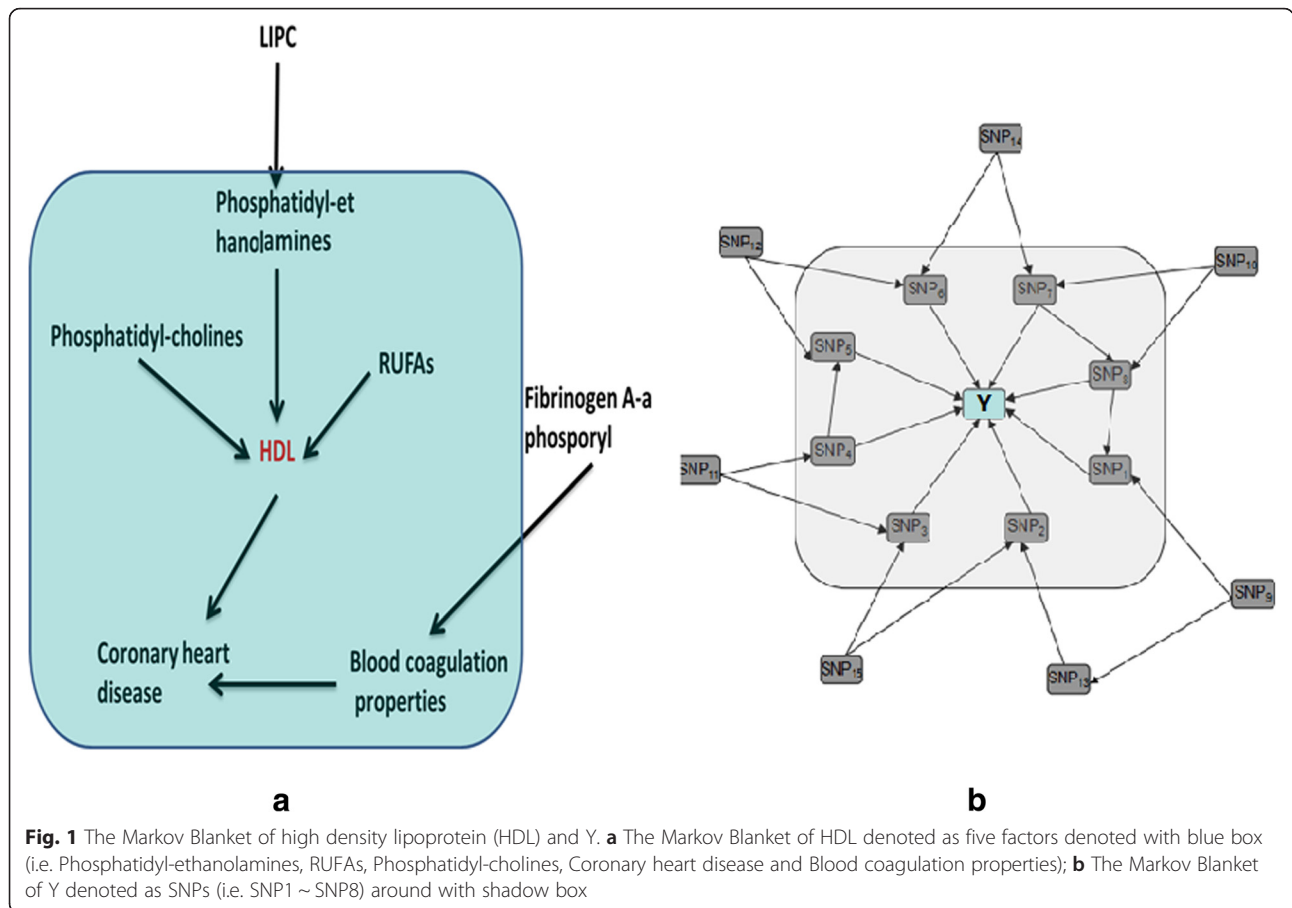 LIPC
Phosphatidyl-et
hanolamines
Phosphatidyl-cholines
RUFAs
HDL
Fibrinogen A-a
phosporyl
Coronary heart
disease
Blood coagulation
properties
a
SNP14
SNP12
SNP10
SNP6
SNP7
SNP5
SNP8
Y
SNP4
SNP1
SNP11
SNP3
SNP2
SNP9
SNP15
SNP13
b
Fig. 1 The Markov Blanket of high density lipoprotein (HDL) and Y. a The Markov Blanket of HDL denoted as five factors denoted with blue box
(i.e. Phosphatidyl-ethanolamines, RUFAs, Phosphatidyl-cholines, Coronary heart disease and Blood coagulation properties); b The Markov Blanket
of Y denoted as SNPs (i.e. SNP1 ~ SNP8) around with shadow box